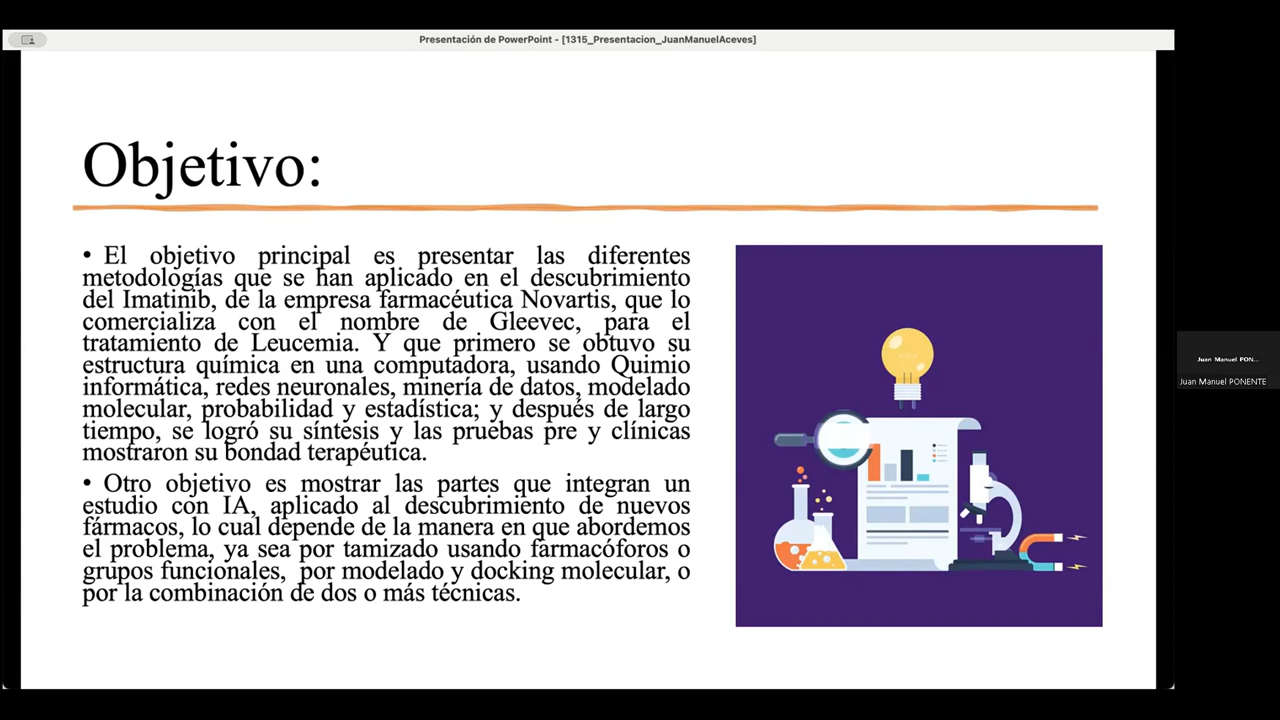 Presentación de PowerPoint - [1315_Presentacion_JuanManuelAceves]
Objetivo:
• El objetivo principal es presentar las diferentes
metodologías que se han aplicado en el descubrimiento
del Imatinib, de la empresa farmacéutica Novartis, que lo
comercializa con el nombre de Gleevec, para el
tratamiento de Leucemia. Y que primero se obtuvo su
estructura química en una computadora, usando Quimio
informática, redes neuronales, minería de datos, modelado
molecular, probabilidad y estadística; y después de largo
tiempo, se logró su síntesis y las pruebas pre y clínicas
mostraron su bondad terapéutica.
• Otro objetivo es mostrar las partes que integran un
estudio con IA, aplicado al descubrimiento de nuevos
fármacos, lo cual depende de la manera en que abordemos
el problema, ya sea por tamizado usando farmacóforos o
grupos funcionales, por modelado y docking molecular, o
por la combinación de dos o más técnicas.
Juan Manuel PON...
Juan Manuel PONENTE